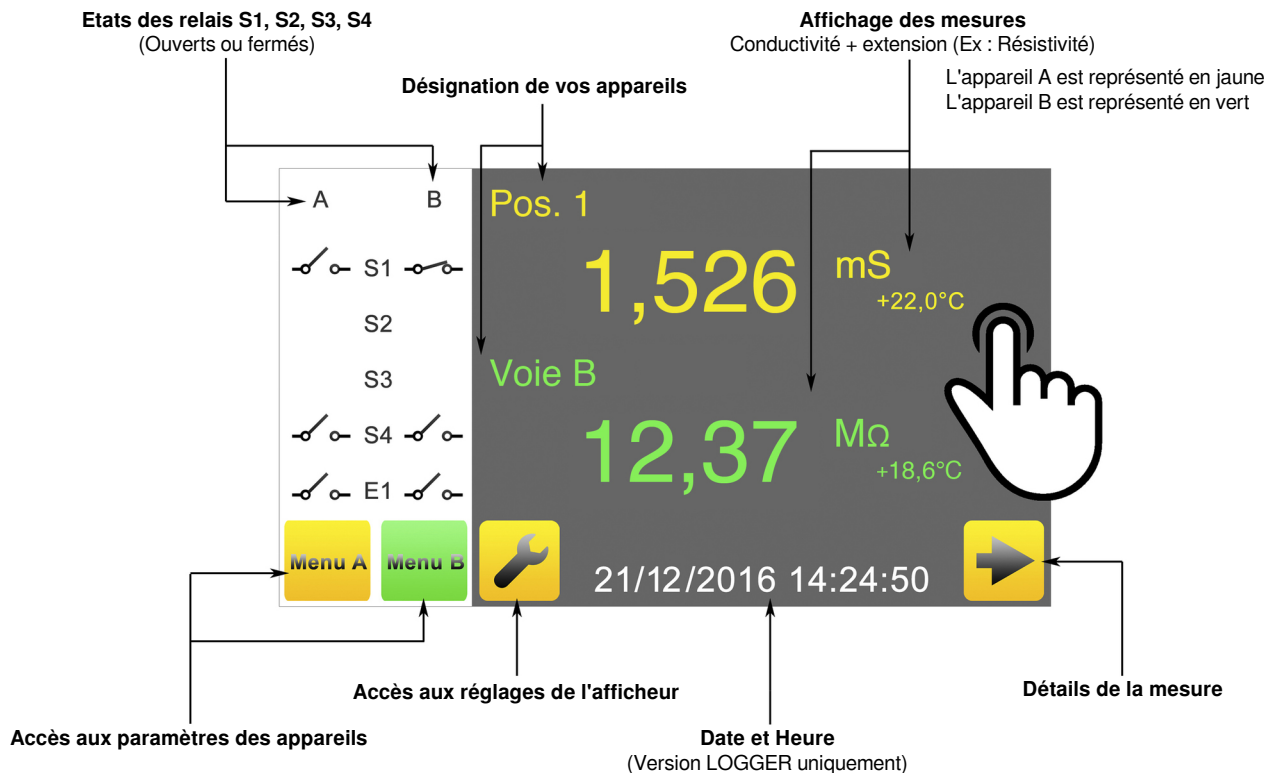 Etats des relais S1, S2, S3, S4
(Ouverts ou fermés)
Affichage des mesures
Conductivité + extension (Ex : Résistivité)
L'appareil A est représenté en jaune
L'appareil B est représenté en vert
Désignation de vos appareils
A B
Pos. 1
S1
1,526 mS
+22,0°C
S2
S3
Voie B
S4
12,37 MΩ
+18,6°C
E1
Menu A Menu B
21/12/2016 14:24:50
Accès aux réglages de l'afficheur
Détails de la mesure
Accès aux paramètres des appareils
Date et Heure
(Version LOGGER uniquement)